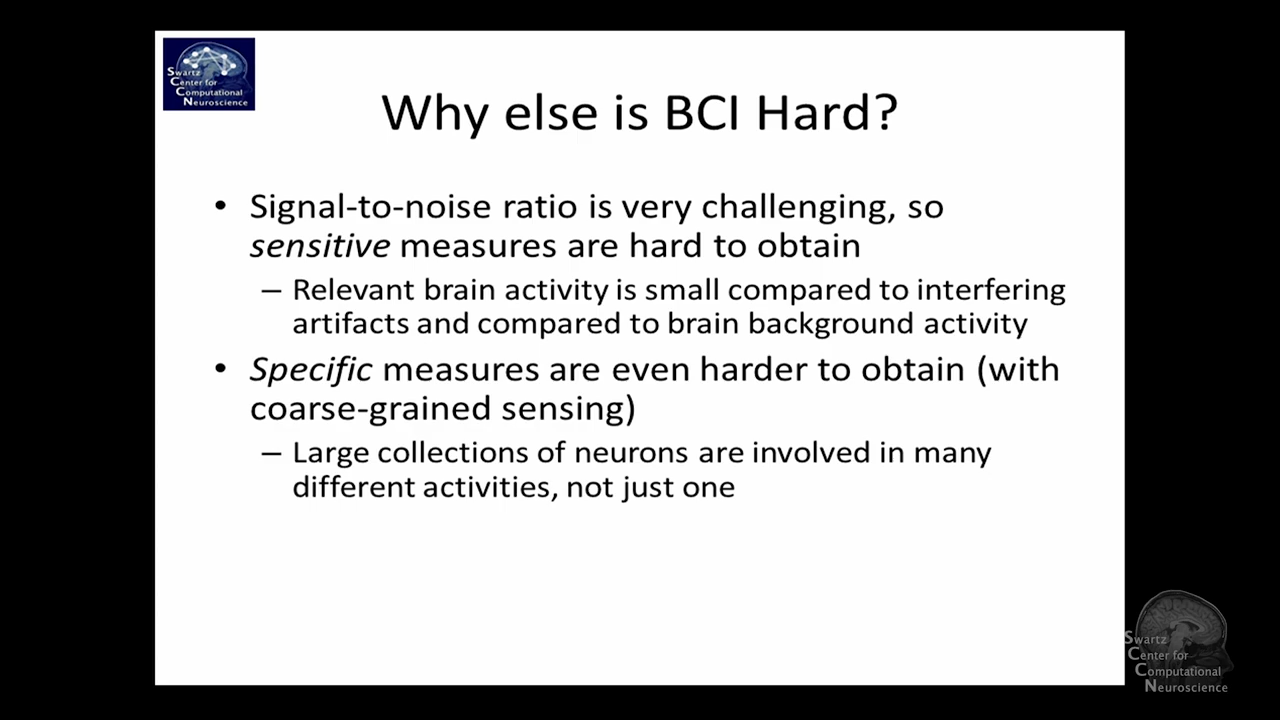 Swartz
Center for
Computational
Neuroscience
Why else is BCI Hard?
• Signal-to-noise ratio is very challenging, so
sensitive measures are hard to obtain
– Relevant brain activity is small compared to interfering
artifacts and compared to brain background activity
• Specific measures are even harder to obtain (with
coarse-grained sensing)
– Large collections of neurons are involved in many
different activities, not just one
Swartz
Center for
Computational
Neuroscience